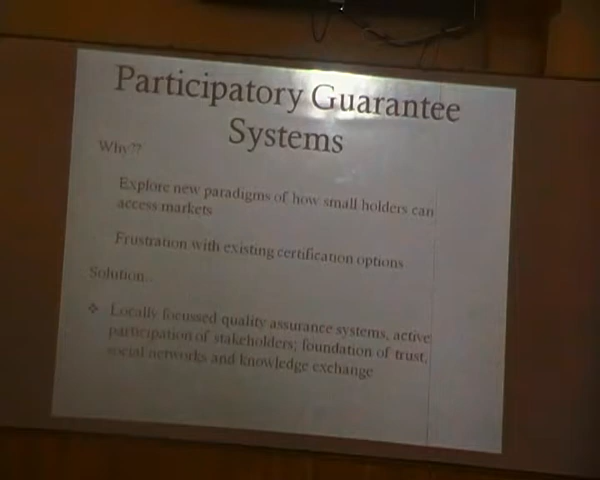 Participatory Guarantee
Systems
Why??
Explore new paradigms of how small holders can
access markets
Frustration with existing certification options
Solution..
❖ Locally focussed quality assurance systems, active
participation of stakeholders; foundation of trust,
social networks and knowledge exchange